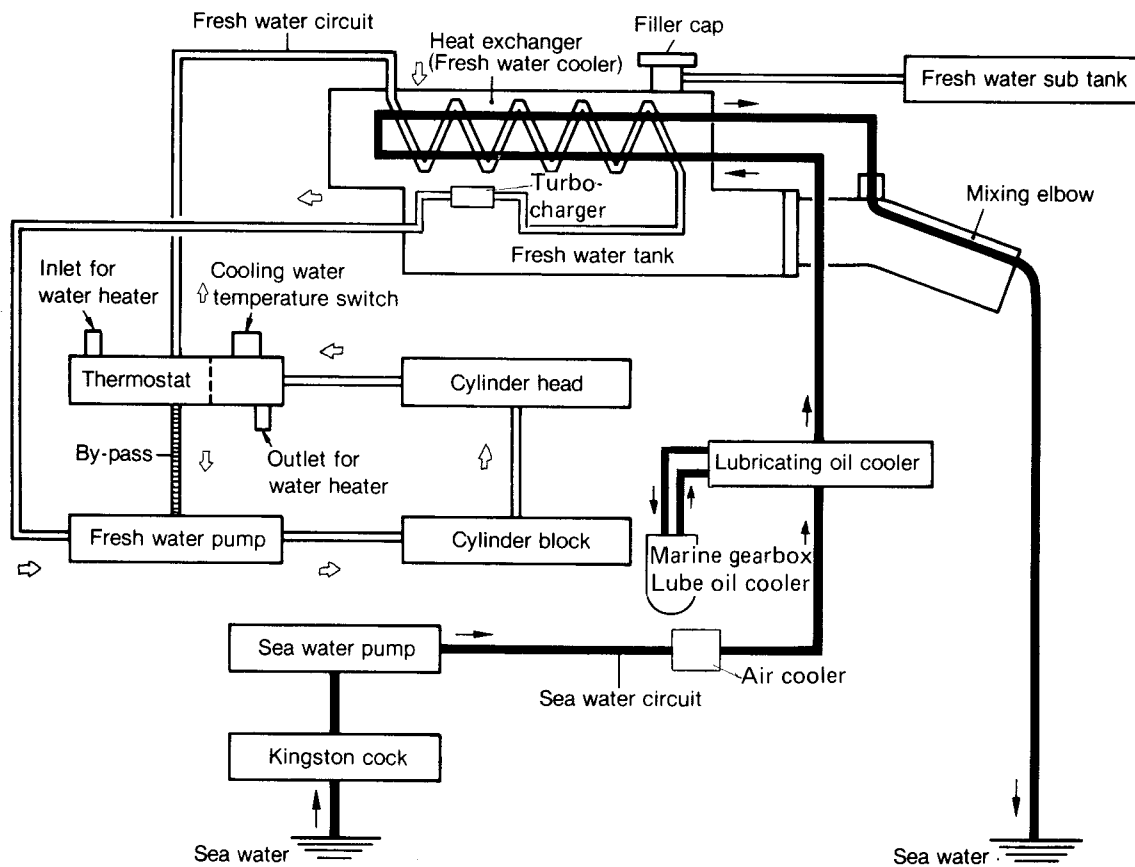 Fresh water circuit
Heat exchanger
(Fresh water cooler)
Filler cap
Fresh water sub tank
Turbo-
charger
Fresh water tank
Mixing elbow
Inlet for
water heater
Cooling water
temperature switch
Thermostat
Cylinder head
By-pass
Outlet for
water heater
Lubricating oil cooler
Fresh water pump
Cylinder block
Marine gearbox
Lube oil cooler
Sea water pump
Air cooler
Sea water circuit
Kingston cock
Sea water
Sea water